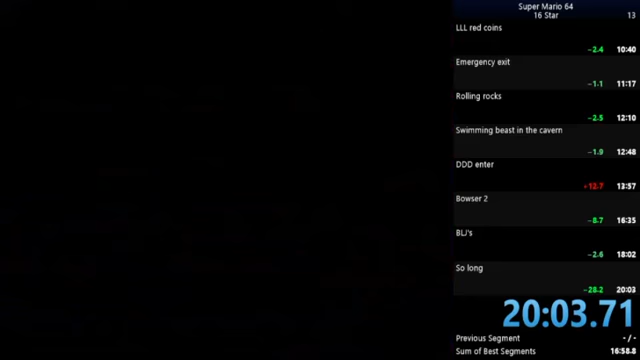 Super Mario 64
16 Star
13
LLL red coins
-2.4 10:40
Emergency exit
-1.1 11:17
Rolling rocks
-2.5 12:10
Swimming beast in the cavern
-1.9 12:48
DDD enter
+12.7 13:57
Bowser 2
-8.7 16:35
BLJ's
-2.6 18:02
So long
-28.2 20:03
20:03.71
Previous Segment - / -
Sum of Best Segments 16:58.8